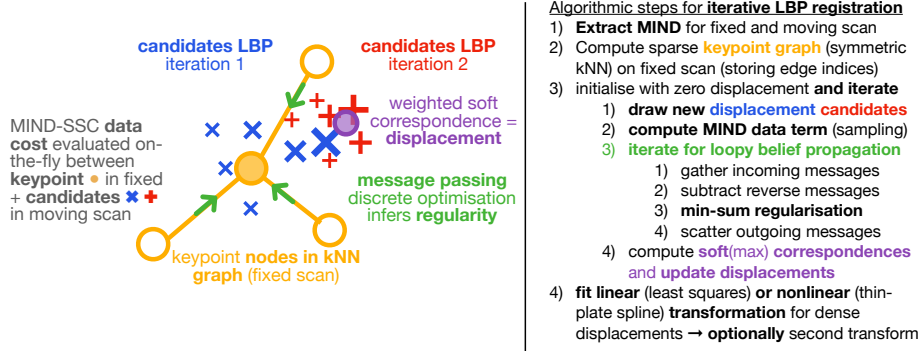 candidates LBP
iteration 1
candidates LBP
iteration 2
weighted soft
correspondence =
displacement
MIND-SSC data
cost evaluated on-
the-fly between
keypoint • in fixed
+ candidates ✖ ✚
in moving scan
message passing
discrete optimisation
infers regularity
keypoint nodes in kNN
graph (fixed scan)
Algorithmic steps for iterative LBP registration
1) Extract MIND for fixed and moving scan
2) Compute sparse keypoint graph (symmetric
kNN) on fixed scan (storing edge indices)
3) initialise with zero displacement and iterate
1) draw new displacement candidates
2) compute MIND data term (sampling)
3) iterate for loopy belief propagation
1) gather incoming messages
2) subtract reverse messages
3) min-sum regularisation
4) scatter outgoing messages
4) compute soft(max) correspondences
and update displacements
4) fit linear (least squares) or nonlinear (thin-
plate spline) transformation for dense
displacements → optionally second transform